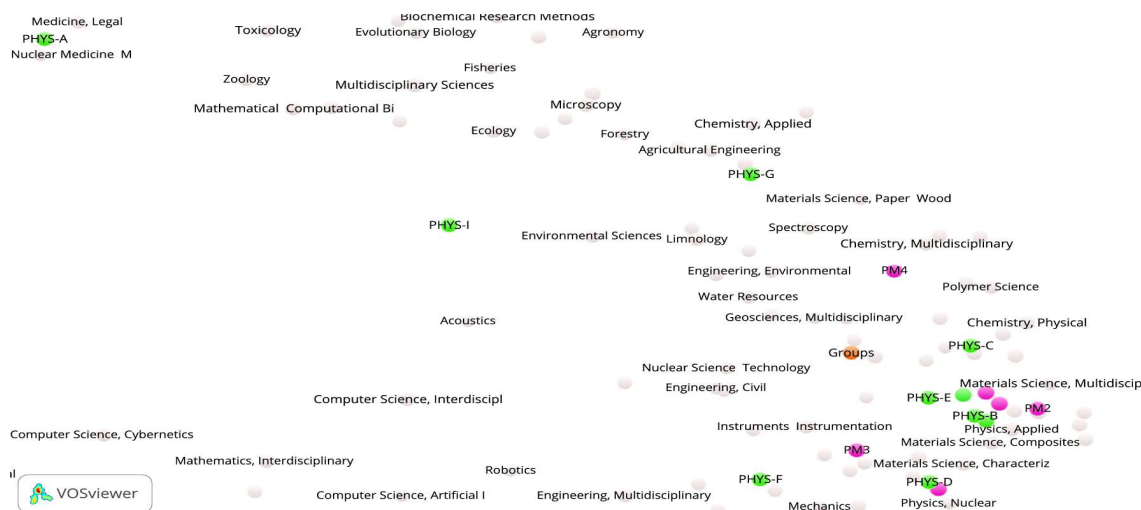 Biochemical Research Methods
Medicine, Legal
Toxicology
Evolutionary Biology
Agronomy
PHYS-A
Nuclear Medicine M
Fisheries
Zoology
Multidisciplinary Sciences
Microscopy
Mathematical Computational Bi
Chemistry, Applied
Ecology
Forestry
Agricultural Engineering
PHYS-G
Materials Science, Paper Wood
PHYS-I
Spectroscopy
Environmental Sciences
Limnology
Chemistry, Multidisciplinary
Engineering, Environmental
PM4
Polymer Science
Water Resources
Acoustics
Geosciences, Multidisciplinary
Chemistry, Physical
PHYS-C
Groups
Nuclear Science Technology
Engineering, Civil
Materials Science, Multidiscipl
Computer Science, Interdiscipl
PHYS-E
PM2
PHYS-B
Instruments Instrumentation
Physics, Applied
Computer Science, Cybernetics
Materials Science, Composites
PM3
Mathematics, Interdisciplinary
Materials Science, Characteriz
Robotics
PHYS-F
PHYS-D
VOSviewer
Computer Science, Artificial I
Engineering, Multidisciplinary
Mechanics
Physics, Nuclear